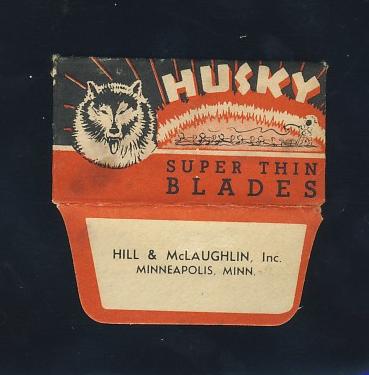 HUSKY
SUPER THIN
BLADES
HILL & McLAUGHLIN, Inc.
MINNEAPOLIS, MINN.